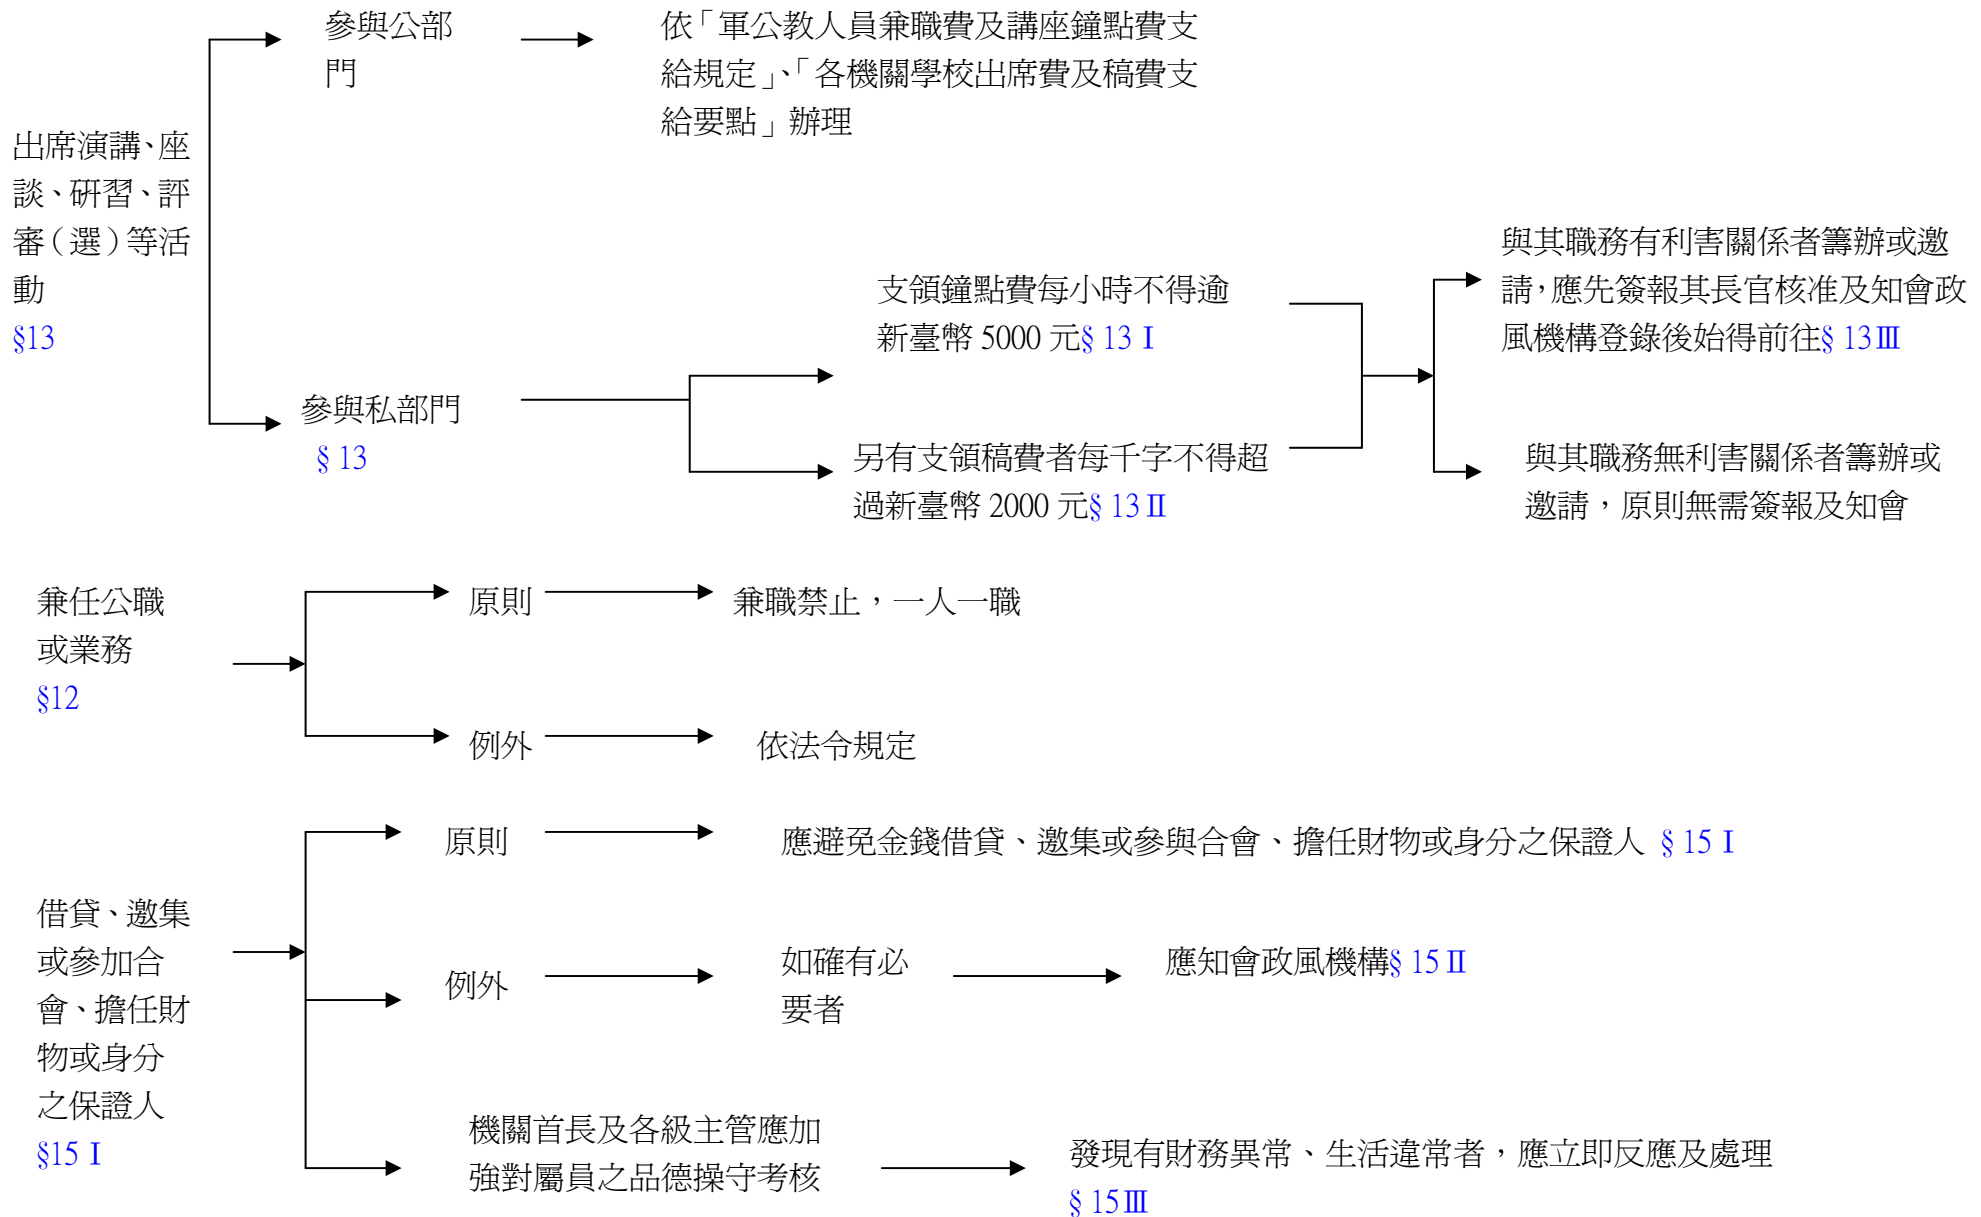 參與公部
門
依「軍公教人員兼職費及講座鐘點費支
給規定」、「各機關學校出席費及稿費支
給要點」辦理
出席演講、座
談、研習、評
審（選）等活
動
§13
參與私部門
§ 13
支領鐘點費每小時不得逾
新臺幣 5000 元§ 13 I
另有支領稿費者每千字不得超
過新臺幣 2000 元§ 13 II
與其職務有利害關係者籌辦或邀
請，應先簽報其長官核准及知會政
風機構登錄後始得前往§ 13III
與其職務無利害關係者籌辦或
邀請，原則無需簽報及知會
兼任公職
或業務
§12
原則
兼職禁止，一人一職
例外
依法令規定
借貸、邀集
或參加合
會、擔任財
物或身分
之保證人
§15 I
原則
應避免金錢借貸、邀集或參與合會、擔任財物或身分之保證人 § 15 I
例外
如確有必
要者
應知會政風機構§ 15 II
機關首長及各級主管應加
強對屬員之品德操守考核
發現有財務異常、生活違常者，應立即反應及處理
§ 15III